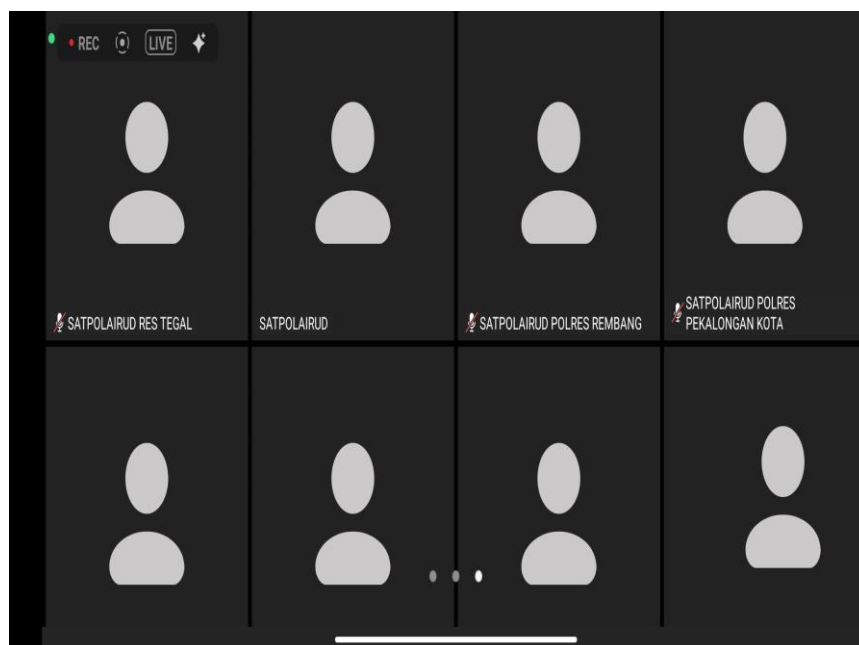 REC LIVE
SATPOLAIRUD RES TEGAL
SATPOLAIRUD
SATPOLAIRUD POLRES REMBANG
SATPOLAIRUD POLRES
PEKALONGAN KOTA